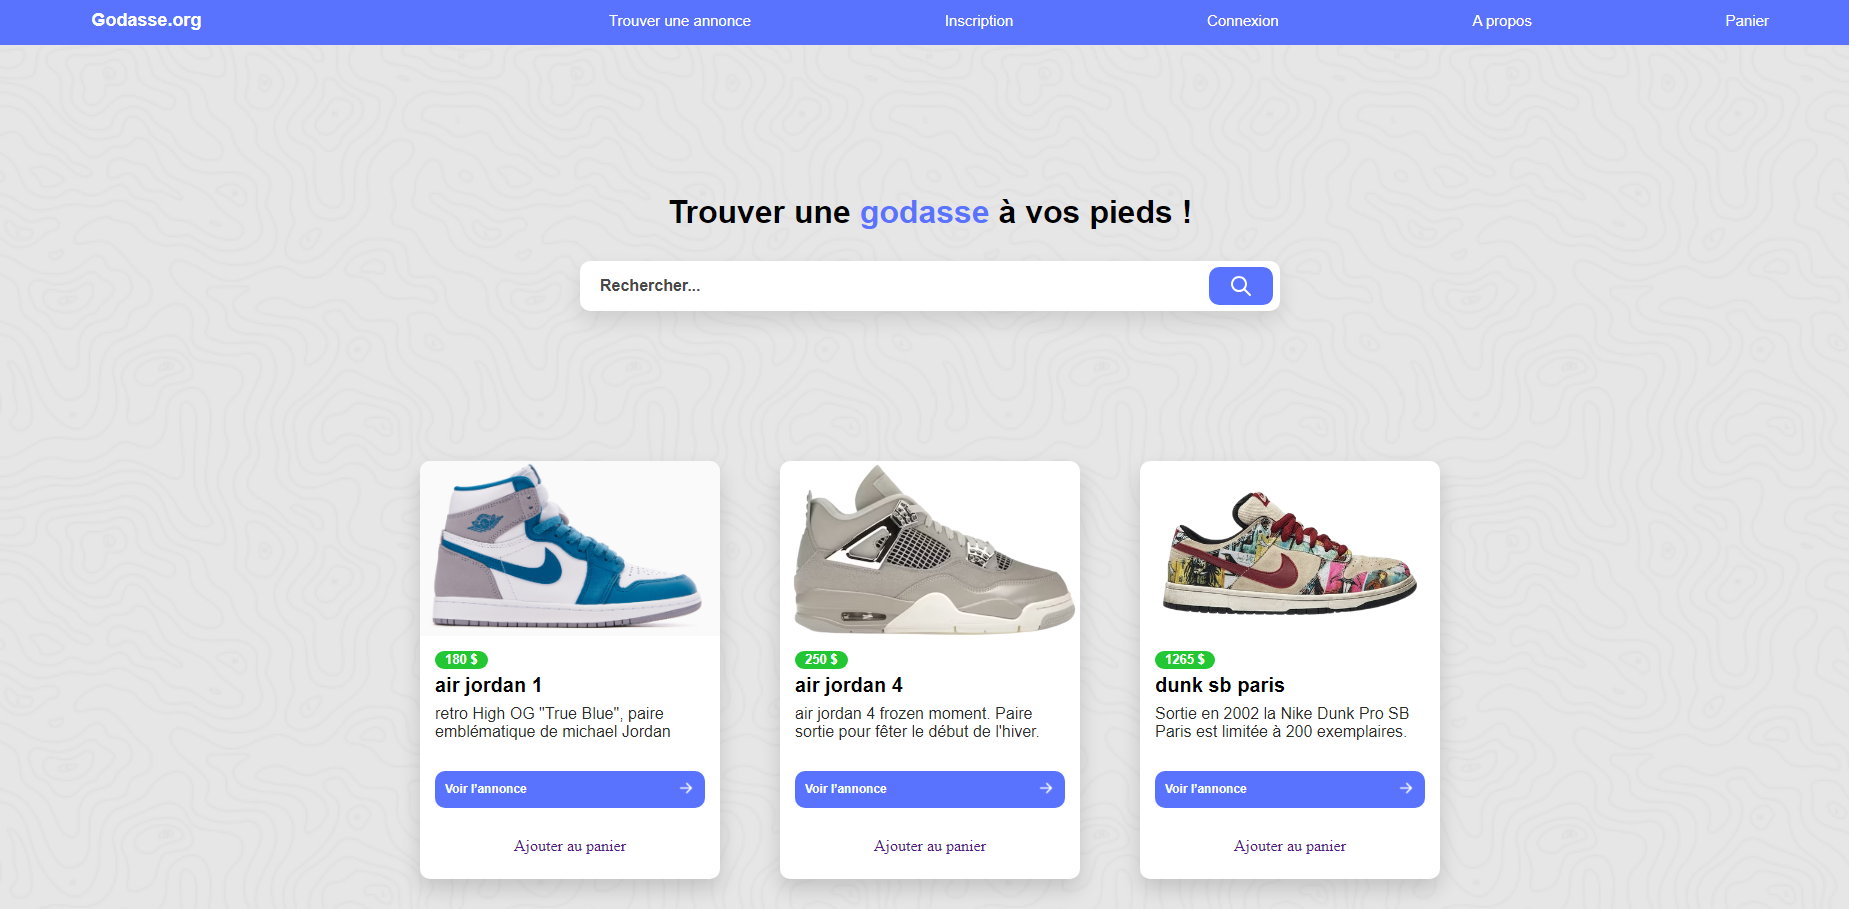 Godasse.org
Trouver une annonce
Inscription
Connexion
A propos
Panier
Trouver une godasse à vos pieds !
Rechercher...
180 $
air jordan 1
retro High OG "True Blue", paire
emblématique de michael Jordan
Voir l'annonce
Ajouter au panier
250 $
air jordan 4
air jordan 4 frozen moment. Paire
sortie pour fêter le début de l'hiver.
Voir l'annonce
Ajouter au panier
1265 $
dunk sb paris
Sortie en 2002 la Nike Dunk Pro SB
Paris est limitée à 200 exemplaires.
Voir l'annonce
Ajouter au panier